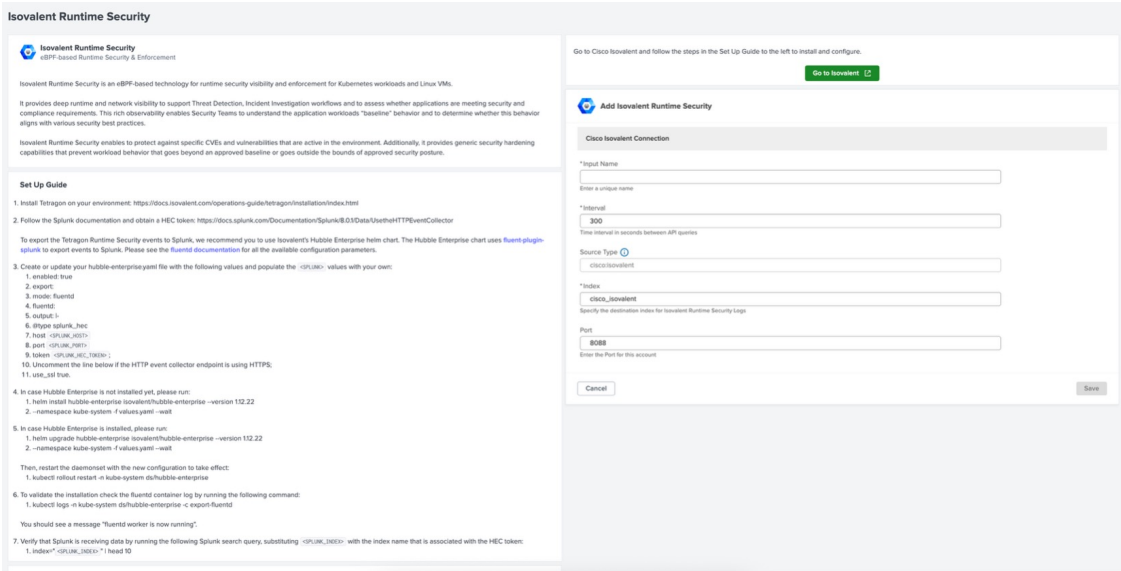 Isovalent Runtime Security
Isovalent Runtime Security
eBPF-based Runtime Security & Enforcement
Isovalent Runtime Security is an eBPF-based technology for runtime security visibility and enforcement for Kubernetes workloads and Linux VMs.
It provides deep runtime and network visibility to support Threat Detection, Incident Investigation workflows and to assess whether applications are meeting security and
compliance requirements. This rich observability enables Security Teams to understand the application workloads "baseline" behavior and to determine whether this behavior
aligns with various security best practices.
Isovalent Runtime Security enables to protect against specific CVEs and vulnerabilities that are active in the environment. Additionally, it provides generic security hardening
capabilities that prevent workload behavior that goes beyond an approved baseline or goes outside the bounds of approved security posture.
Set Up Guide
1. Install Tetragon on your environment: https://docs.isovalent.com/operations-guide/tetragon/installation/index.html
2. Follow the Splunk documentation and obtain a HEC token: https://docs.splunk.com/Documentation/Splunk/8.0.1/Data/UsetheHTTPEventCollector
To export the Tetragon Runtime Security events to Splunk, we recommend you to use Isovalent's Hubble Enterprise helm chart. The Hubble Enterprise chart uses fluent-plugin-
splunk to export events to Splunk. Please see the fluentd documentation for all the available configuration parameters.
3. Create or update your hubble-enterprise.yaml file with the following values and populate the <SPLUNK> values with your own:
1. enabled: true
2. export:
3. mode: fluentd
4. fluentd:
5. output: |-
6. @type splunk_hec
7. host <SPLUNK_HOST>
8. port <SPLUNK_PORT>
9. token <SPLUNK_HEC_TOKEN> ;
10. Uncomment the line below if the HTTP event collector endpoint is using HTTPS;
11. use_ssl true.
4. In case Hubble Enterprise is not installed yet, please run:
1. helm install hubble-enterprise isovalent/hubble-enterprise --version 1.12.22
2. --namespace kube-system -f values.yaml --wait
5. In case Hubble Enterprise is installed, please run:
1. helm upgrade hubble-enterprise isovalent/hubble-enterprise --version 1.12.22
2. --namespace kube-system -f values.yaml --wait
Then, restart the daemonset with the new configuration to take effect:
1. kubectl rollout restart -n kube-system ds/hubble-enterprise
6. To validate the installation check the fluentd container log by running the following command:
1. kubectl logs -n kube-system ds/hubble-enterprise -c export-fluentd
You should see a message "fluentd worker is now running".
7. Verify that Splunk is receiving data by running the following Splunk search query, substituting <SPLUNK_INDEX> with the index name that is associated with the HEC token:
1. index=" <SPLUNK_INDEX> " | head 10
Go to Cisco Isovalent and follow the steps in the Set Up Guide to the left to install and configure.
Go to Isovalent
Add Isovalent Runtime Security
Cisco Isovalent Connection
*Input Name
Enter a unique name
*Interval
300
Time interval in seconds between API queries
Source Type
cisco:isovalent
*Index
cisco_isovalent
Specify the destination index for Isovalent Runtime Security Logs
Port
8088
Enter the Port for this account
Cancel
Save